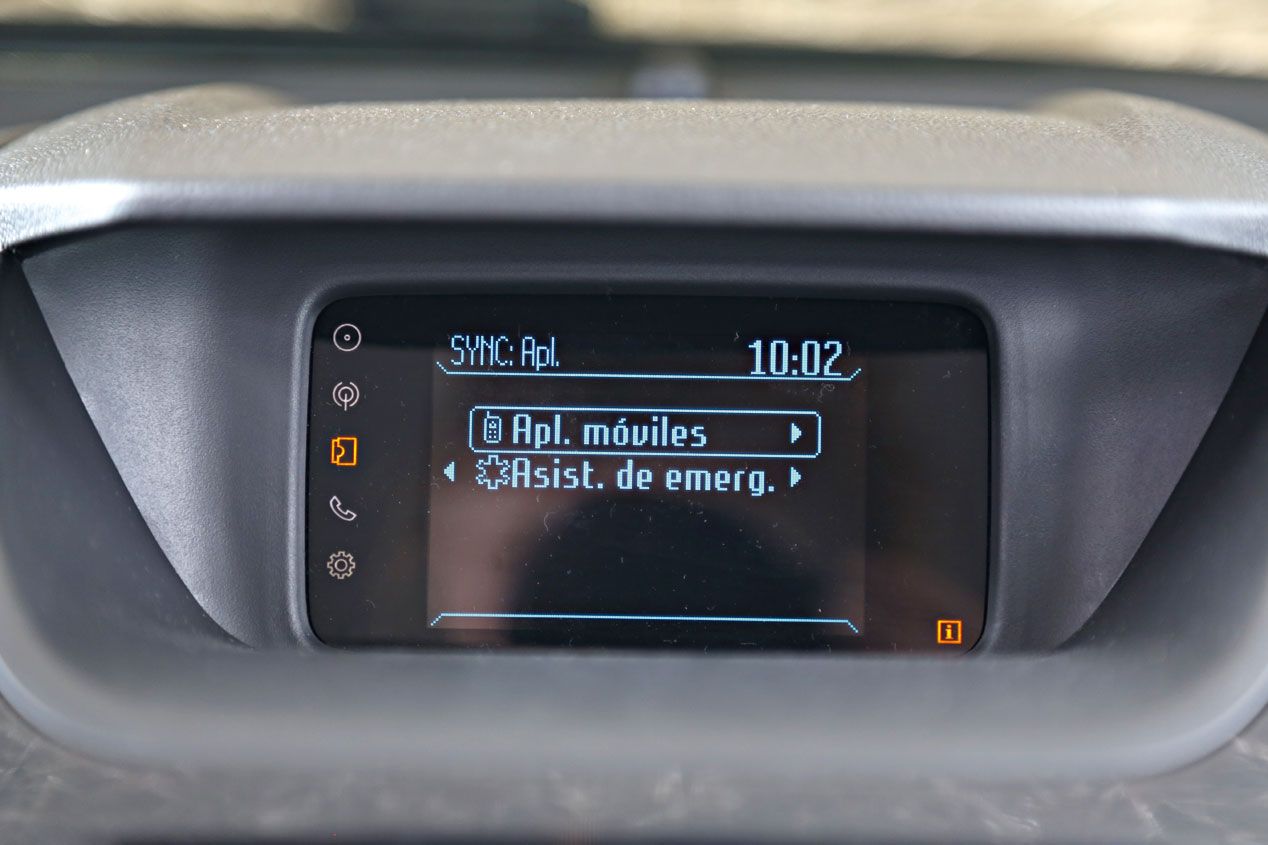 SYNC: Apl.
10:02
Apl. móviles
Asist. de emerg.
i